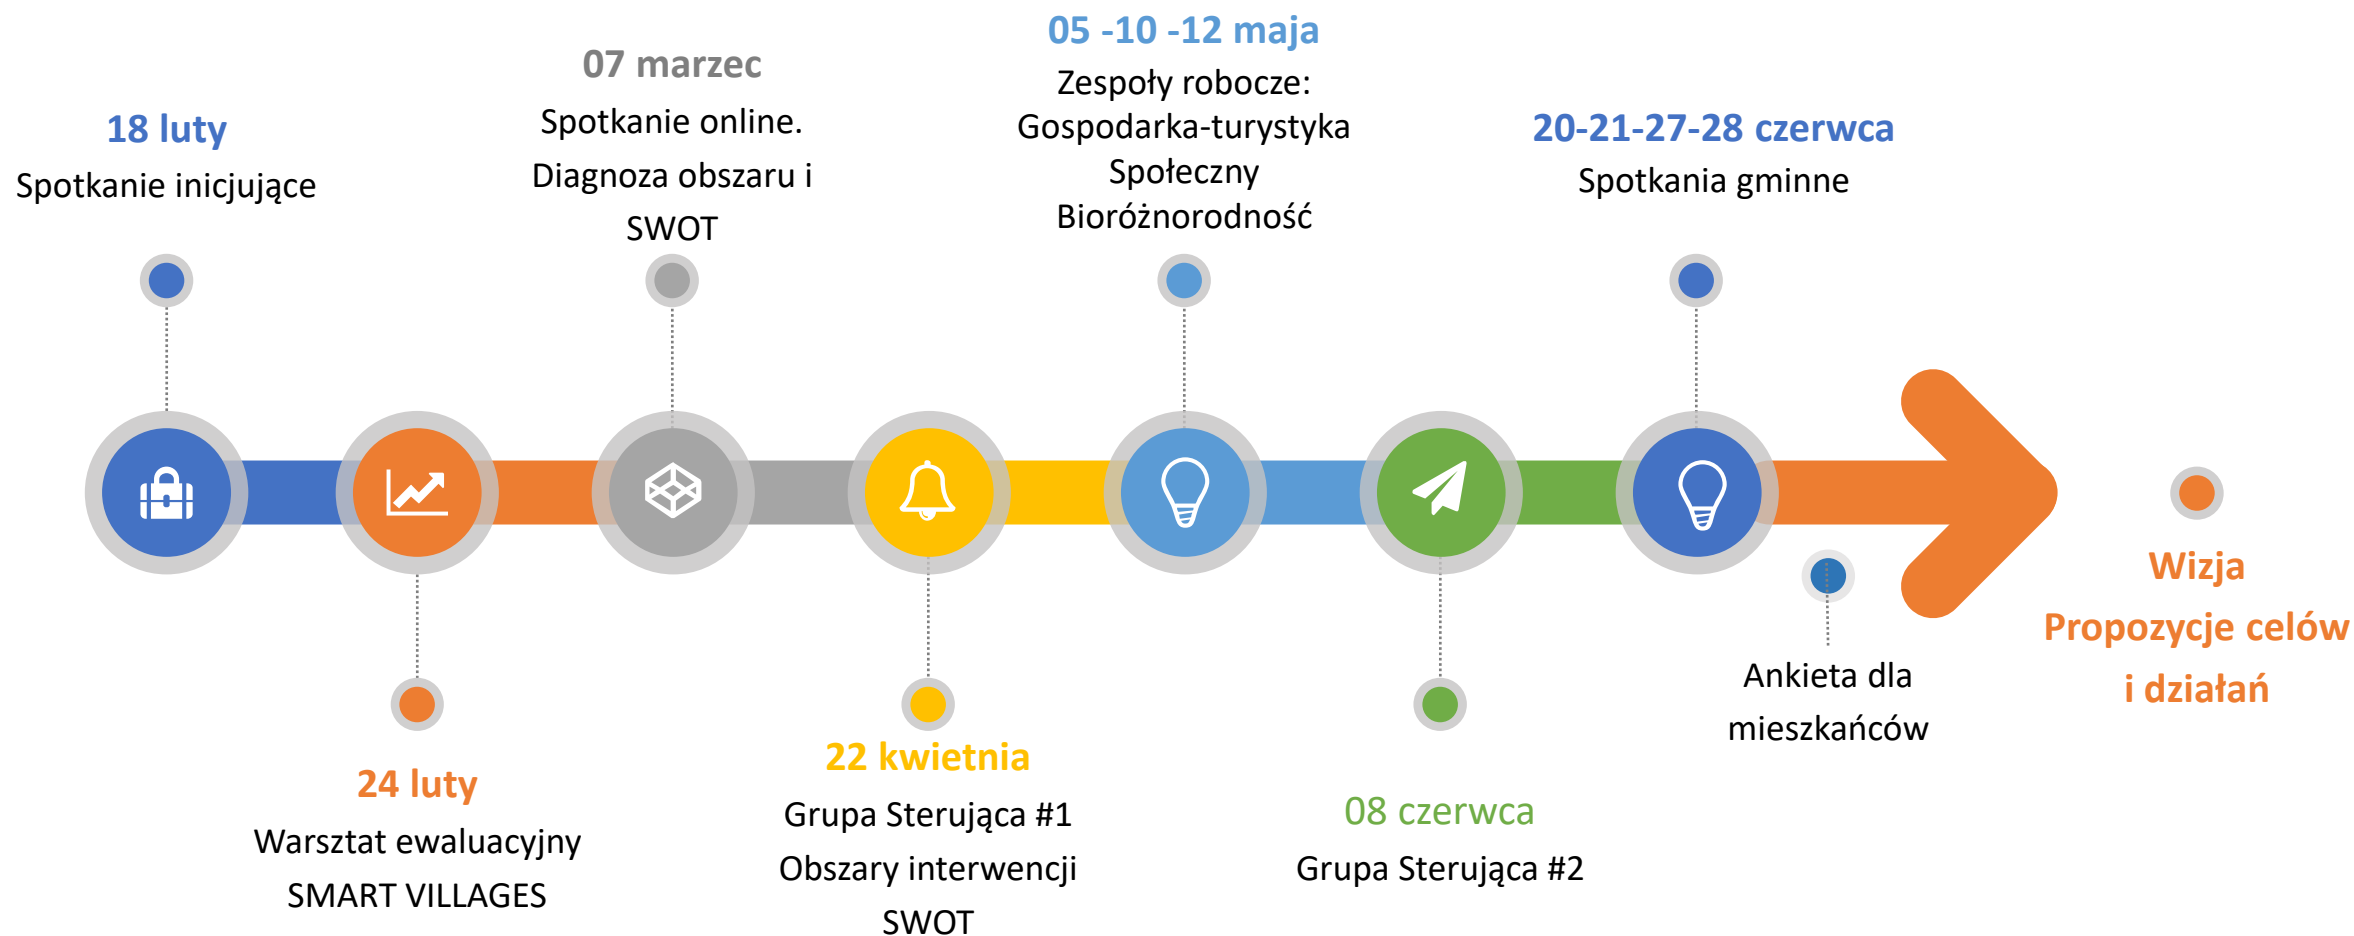 18 luty
Spotkanie inicjujące
24 luty
Warsztat ewaluacyjny
SMART VILLAGES
07 marzec
Spotkanie online.
Diagnoza obszaru i
SWOT
22 kwietnia
Grupa Sterująca #1
Obszary interwencji
SWOT
05 -10 -12 maja
Zespoły robocze:
Gospodarka-turystyka
Społeczny
Bioróżnorodność
08 czerwca
Grupa Sterująca #2
20-21-27-28 czerwca
Spotkania gminne
Ankieta dla
mieszkańców
Wizja
Propozycje celów
i działań